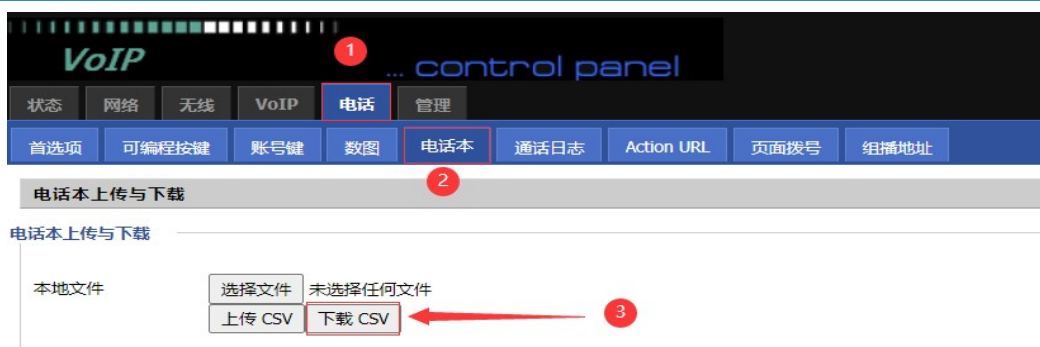 VoIP
1
... control panel
状态 网络 无线 VoIP 电话 管理
首选项 可编程按键 账号键 数图 电话本 通话日志 Action URL 页面拨号 组播地址
2
电话本上传与下载
电话本上传与下载
本地文件 选择文件 未选择任何文件
上传 CSV 下载 CSV 3